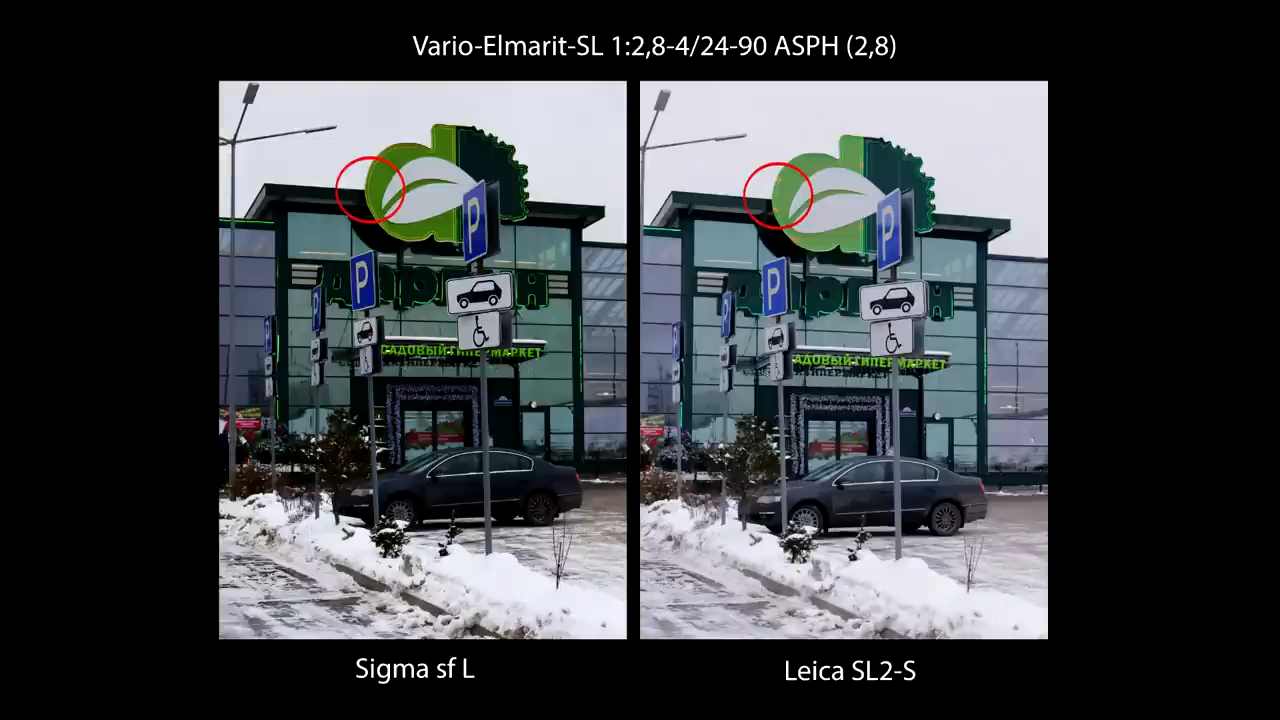 Vario-Elmarit-SL 1:2,8-4/24-90 ASPH (2,8)
P
P
P
Аарон
САДОВЫЙ ГИПЕРМАРКЕТ
P
P
P
САДОВЫЙ ГИПЕРМАРКЕТ
Sigma sf L
Leica SL2-S